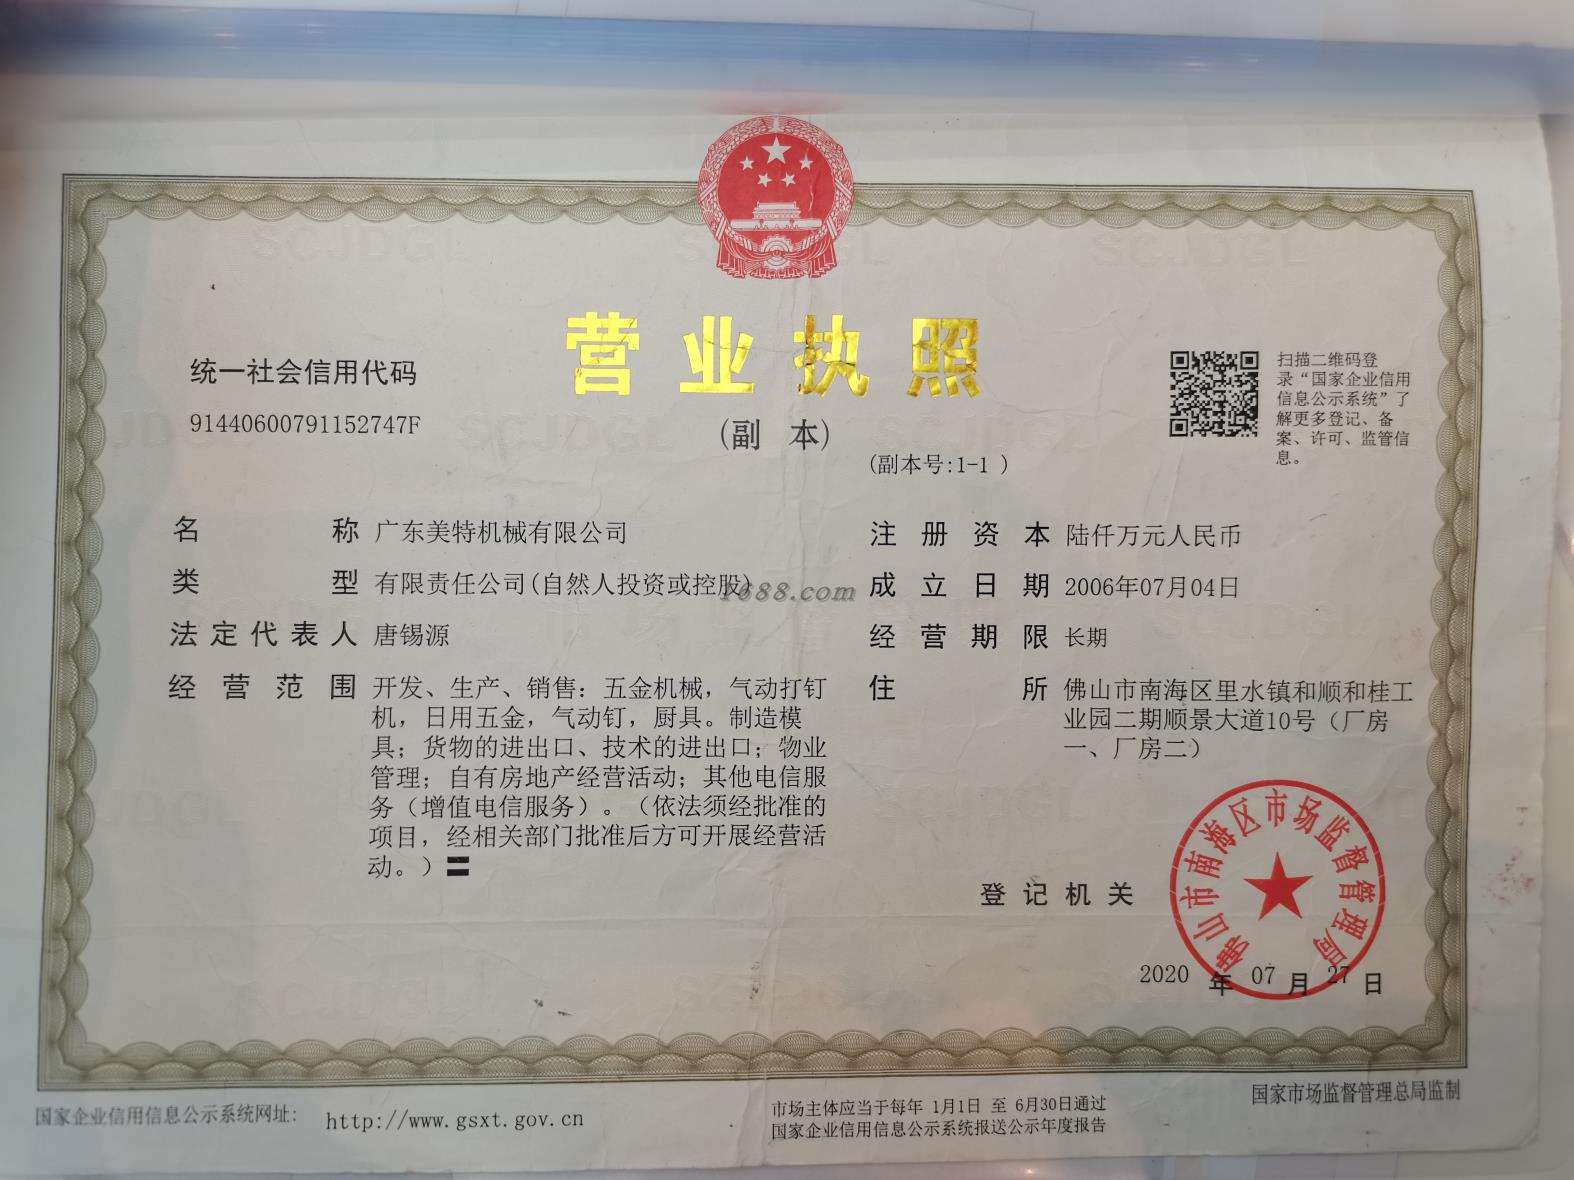 营业执照
(副 本)
(副本号:1-1 )
统一社会信用代码
91440600791152747F
扫描二维码登
录“国家企业信用
信息公示系统”了
解更多登记、备
案、许可、监管信
息。
名 称 广东美特机械有限公司
类 型 有限责任公司(自然人投资或控股)
法定代表人 唐锡源
经营范围 开发、生产、销售：五金机械，气动打钉
机，日用五金，气动钉，厨具。制造模
具；货物的进出口、技术的进出口；物业
管理；自有房地产经营活动；其他电信服
务（增值电信服务）。（依法须经批准的
项目，经相关部门批准后方可开展经营活
动。）〓
注册资本 陆仟万元人民币
成立日期 2006年07月04日
经营期限 长期
住 所 佛山市南海区里水镇和顺和桂工
业园二期顺景大道10号（厂房
一、厂房二）
1688.com
登记机关
佛山市南海区市场监督管理局
2020 年 07 月 27 日
国家企业信用信息公示系统网址: http://www.gsxt.gov.cn
市场主体应当于每年 1月1日 至 6月30日通过
国家企业信用信息公示系统报送公示年度报告
国家市场监督管理总局监制
SCJDGL
SCJDGL
SCJDGL